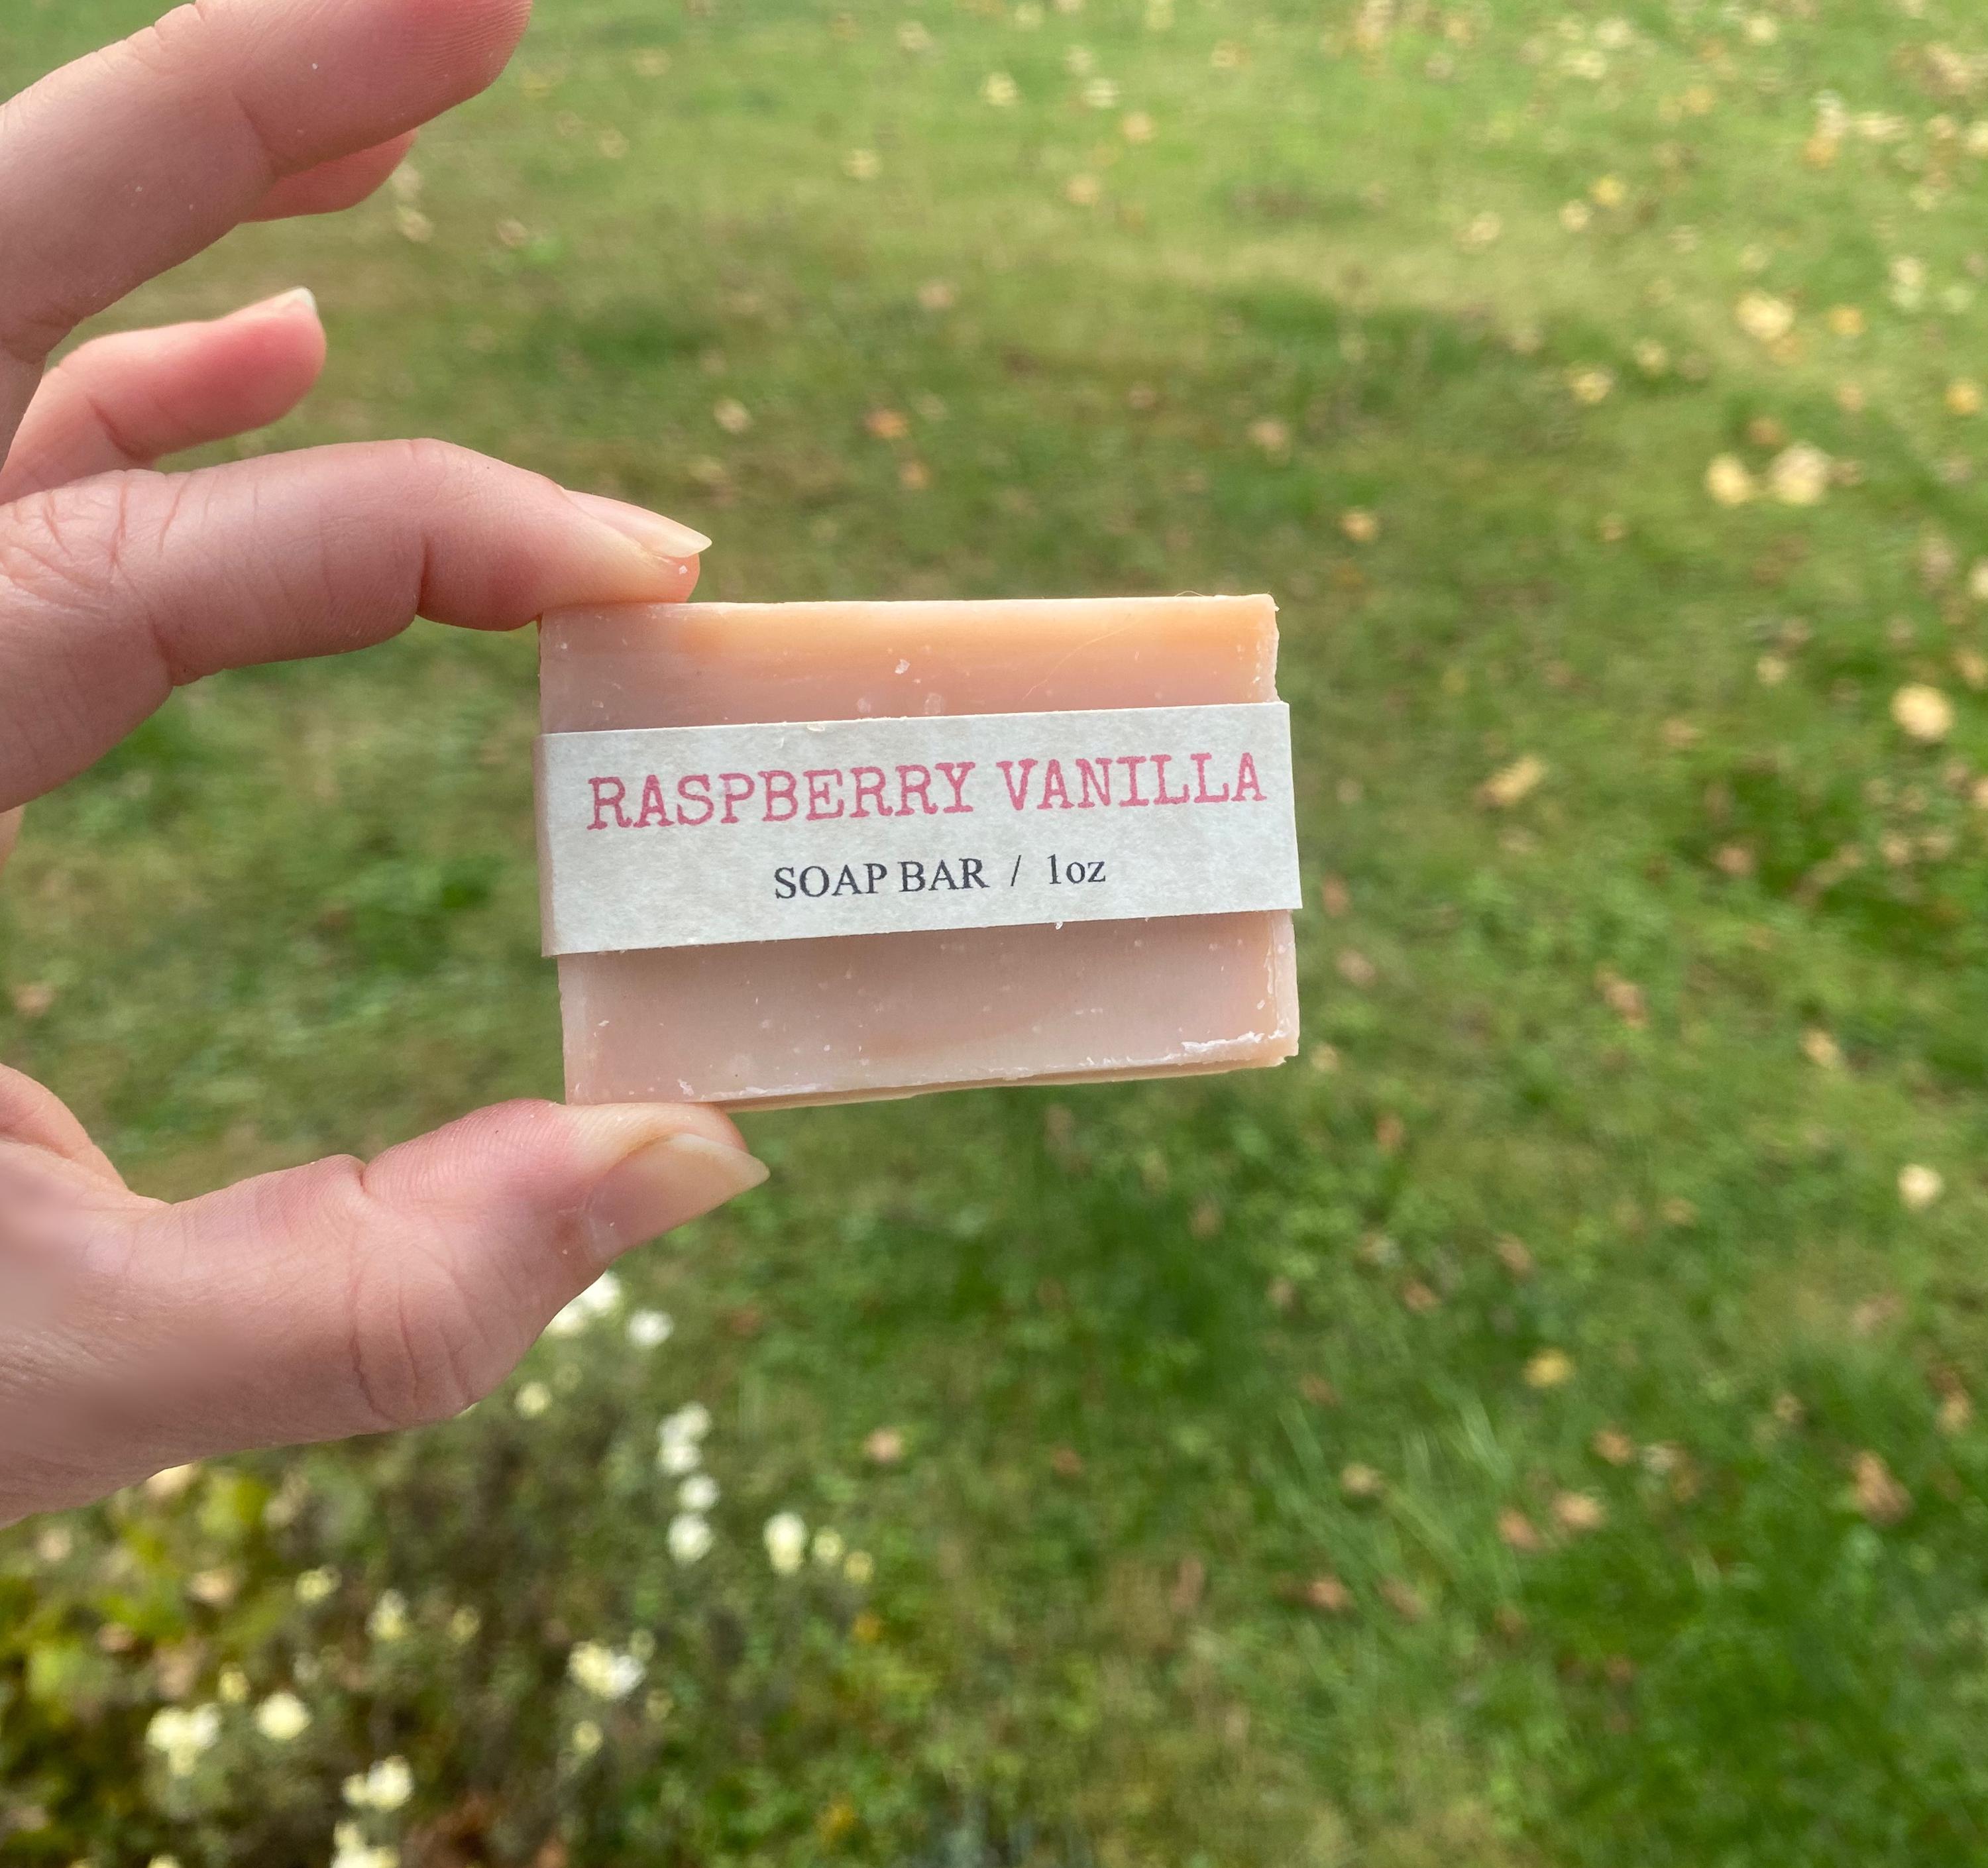 RASPBERRY VANILLA
SOAP BAR / 1oz